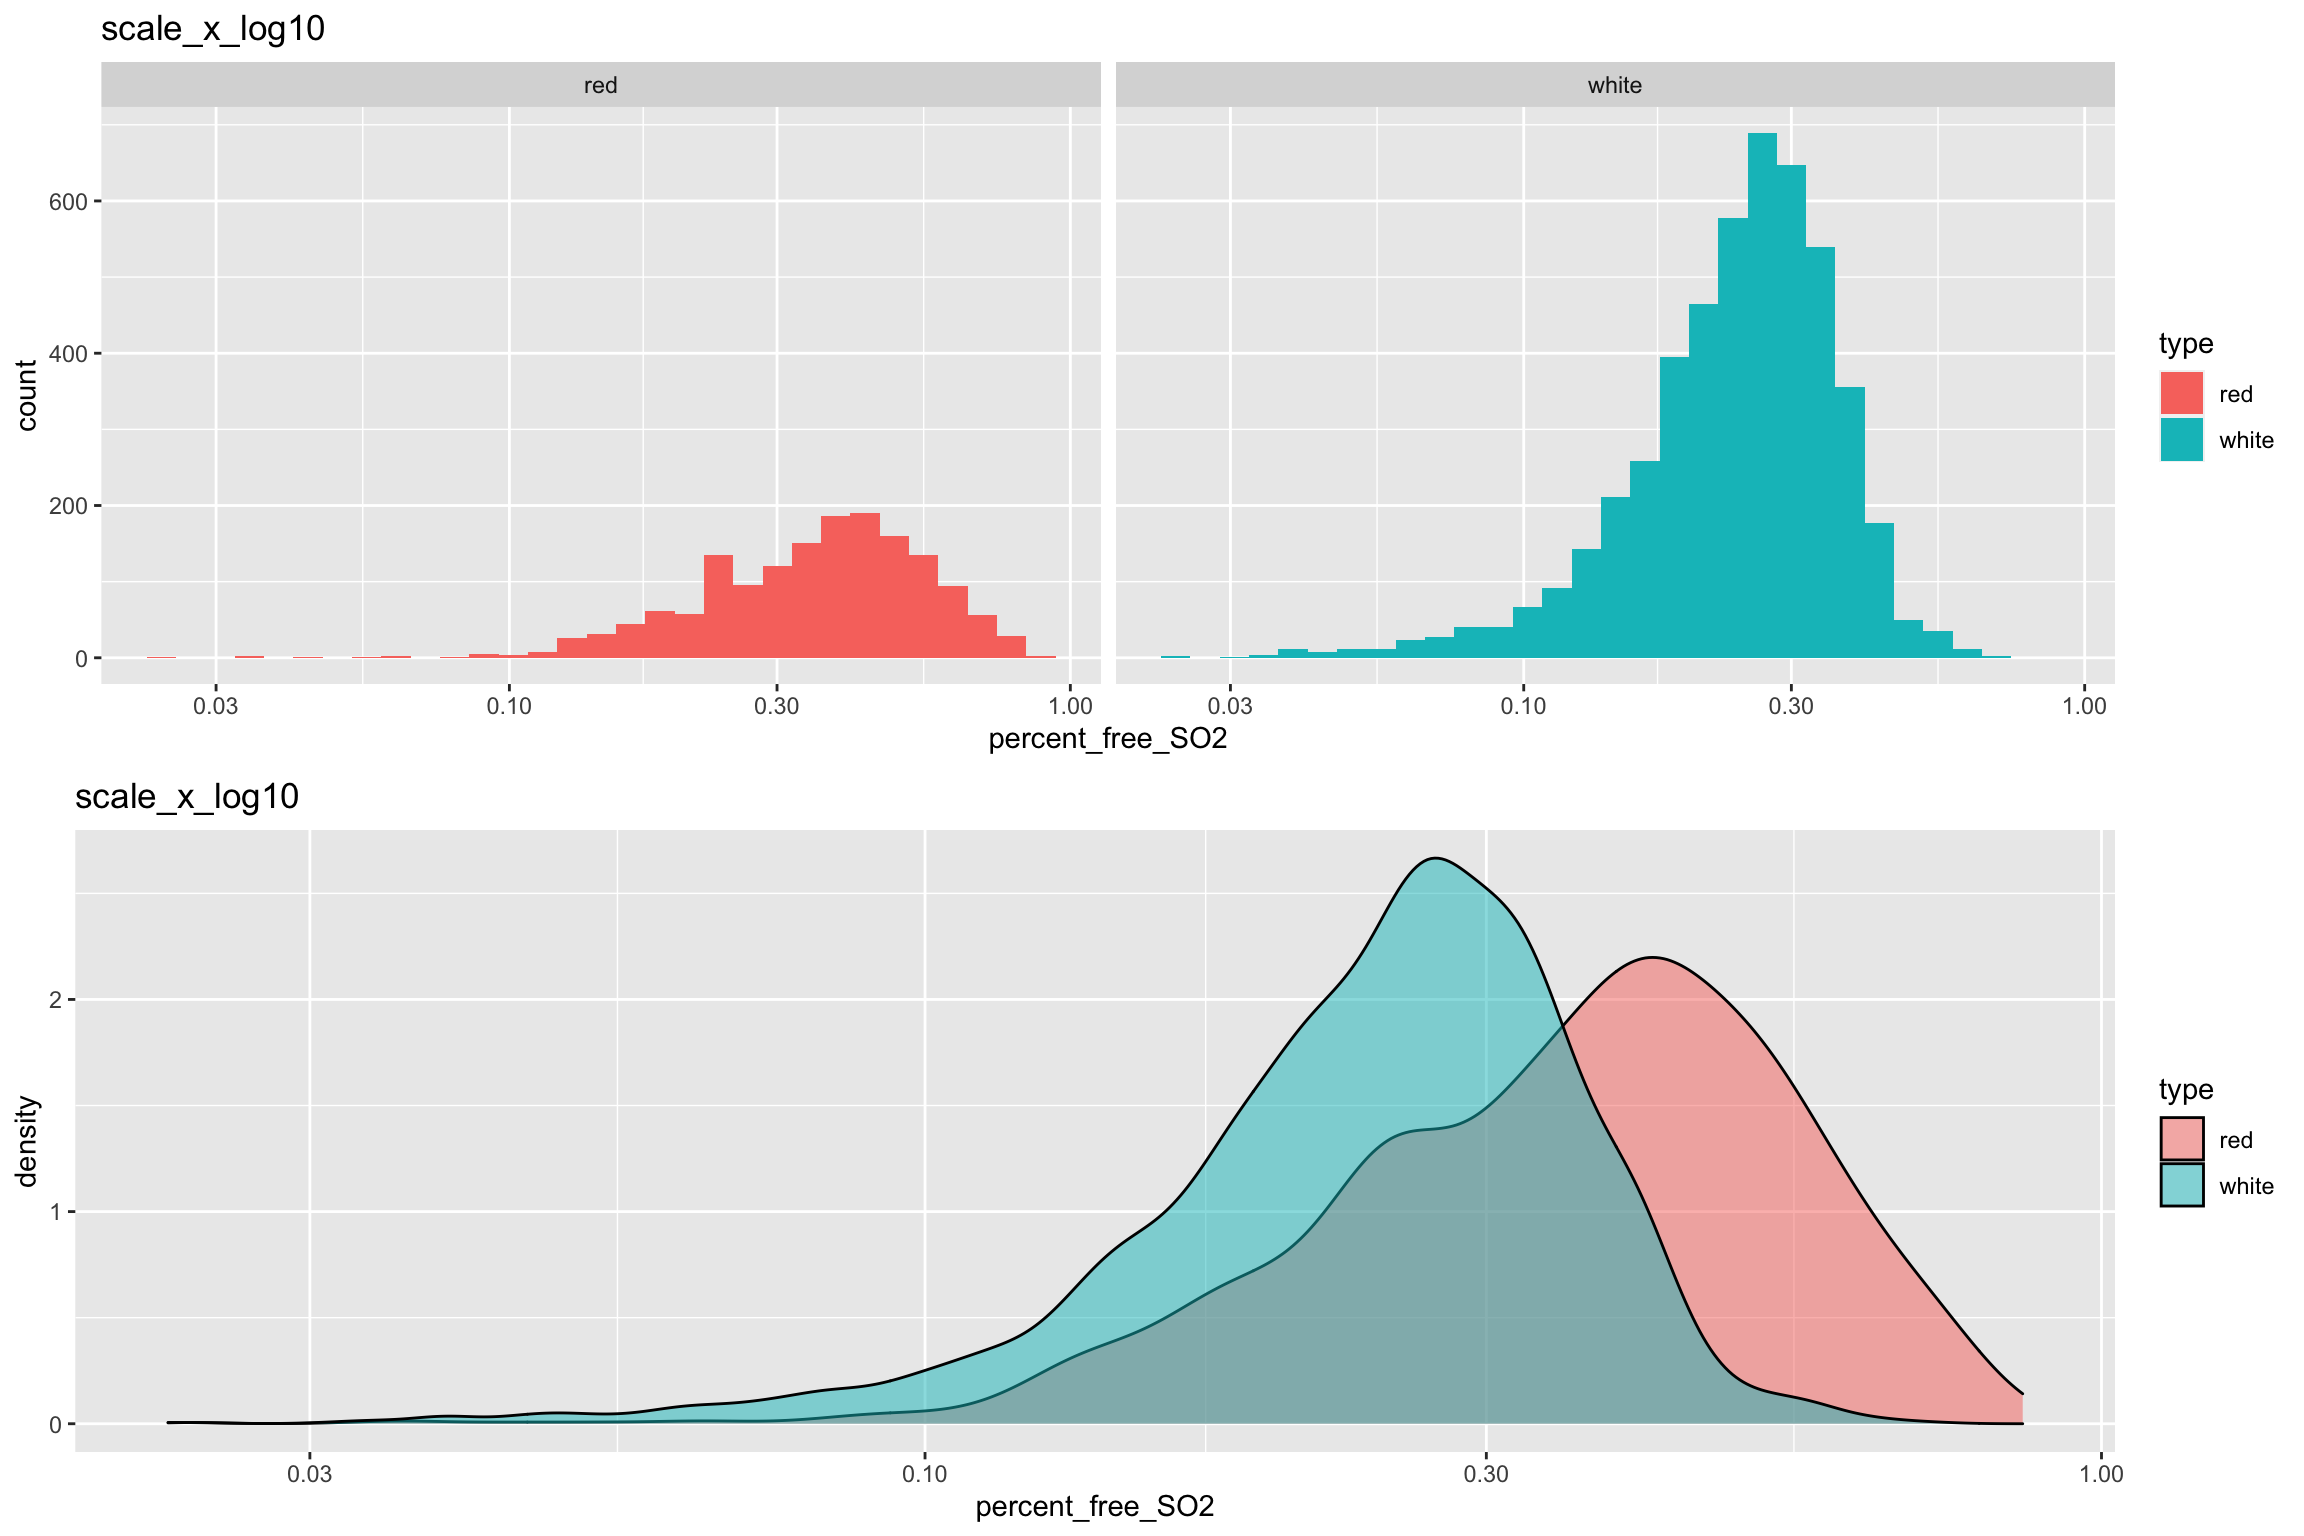 scale_x_log10
red white
600
400
200
0
count
0.03 0.10 0.30 1.00 0.03 0.10 0.30 1.00
percent_free_SO2
type
red
white
scale_x_log10
2
1
0
density
0.03 0.10 0.30 1.00
percent_free_SO2
type
red
white